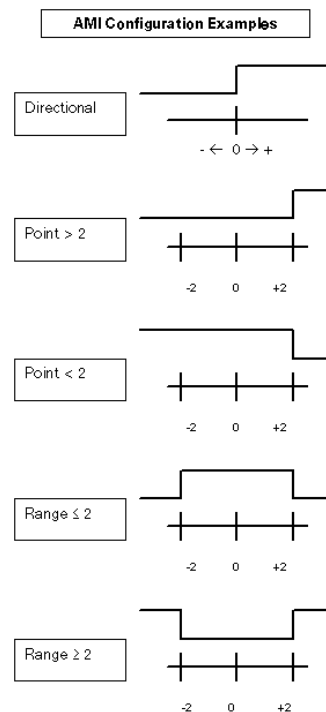 AMI Configuration Examples
Directional
- ← 0 → +
Point > 2
-2 0 +2
Point < 2
-2 0 +2
Range ≤ 2
-2 0 +2
Range ≥ 2
-2 0 +2